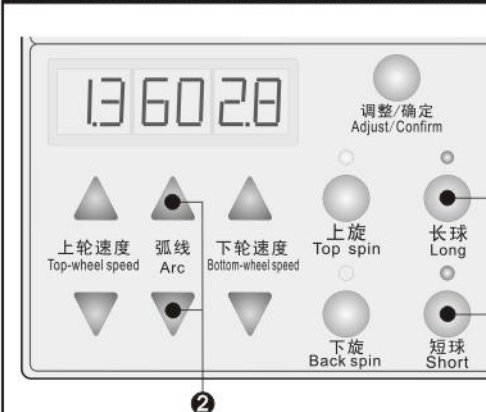 1.3 60 2.8
调整/确定
Adjust/Confirm
上轮速度
Top-wheel speed
弧线
Arc
下轮速度
Bottom-wheel speed
上旋
Top spin
长球
Long
下旋
Back spin
短球
Short
2